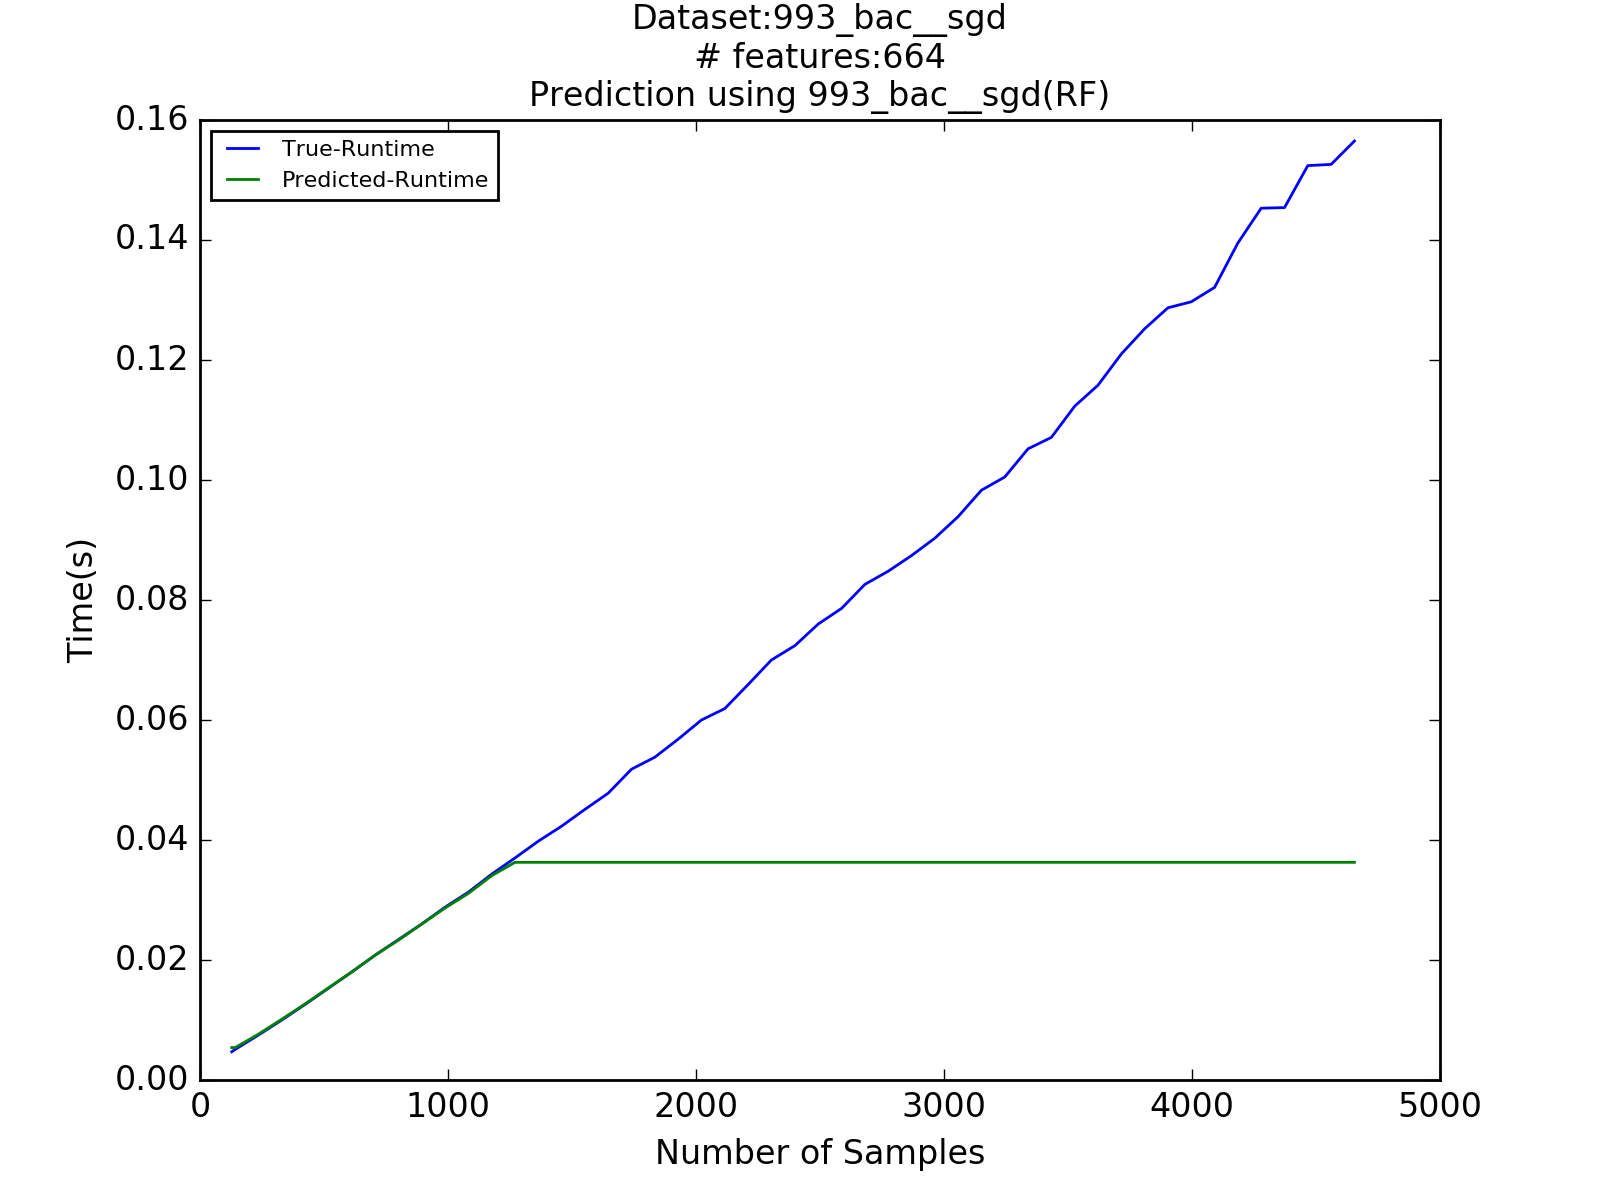 Dataset:993_bac__sgd
# features:664
Prediction using 993_bac__sgd(RF)
True-Runtime
Predicted-Runtime
0.16
0.14
0.12
0.10
0.08
0.06
0.04
0.02
0.00
Time(s)
0 1000 2000 3000 4000 5000
Number of Samples